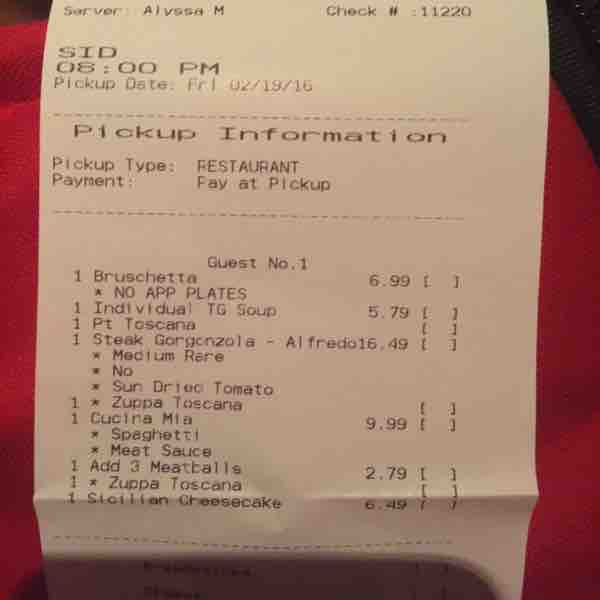 Server: Alyssa M Check # :11220
SID
08:00 PM
Pickup Date: Fri 02/19/16
Pickup Information
Pickup Type: RESTAURANT
Payment: Pay at Pickup
Guest No.1
1 Bruschetta 6.99 [ ]
* NO APP PLATES
1 Individual TG Soup 5.79 [ ]
1 Pt Toscana [ ]
1 Steak Gorgonzola - Alfredo16.49 [ ]
* Medium Rare
* No
* Sun Dried Tomato
1 * Zuppa Toscana [ ]
1 Cucina Mia 9.99 [ ]
* Spaghetti
* Meat Sauce
1 Add 3 Meatballs 2.79 [ ]
1 * Zuppa Toscana [ ]
1 Sicilian Cheesecake 6.49 [ ]
Breadsticks